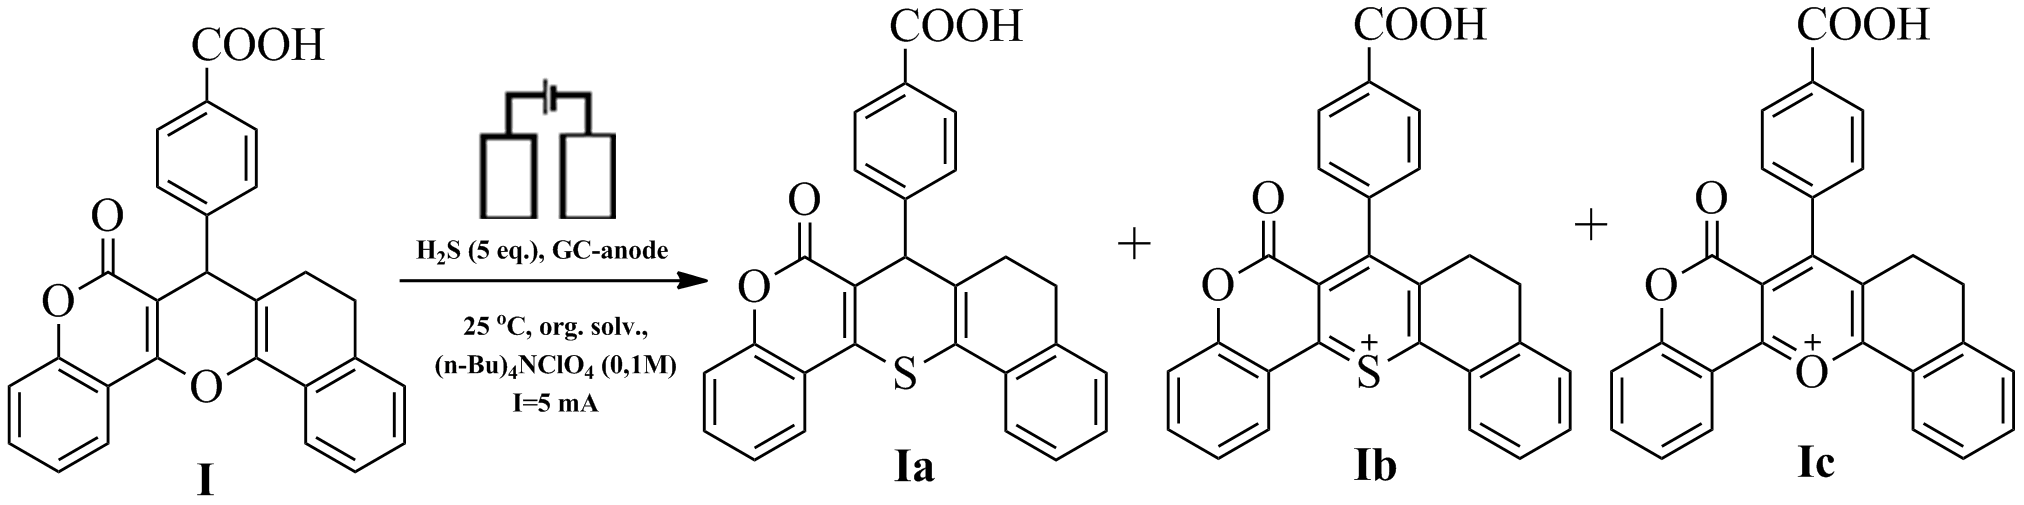 COOH
O
O
O
I
H₂S (5 eq.), GC-anode
25 °C, org. solv.,
(n-Bu)₄NClO₄ (0,1M)
I=5 mA
COOH
O
O
S
Ia
+
COOH
O
O
+
S
Ib
+
COOH
O
O
+
O
Ic